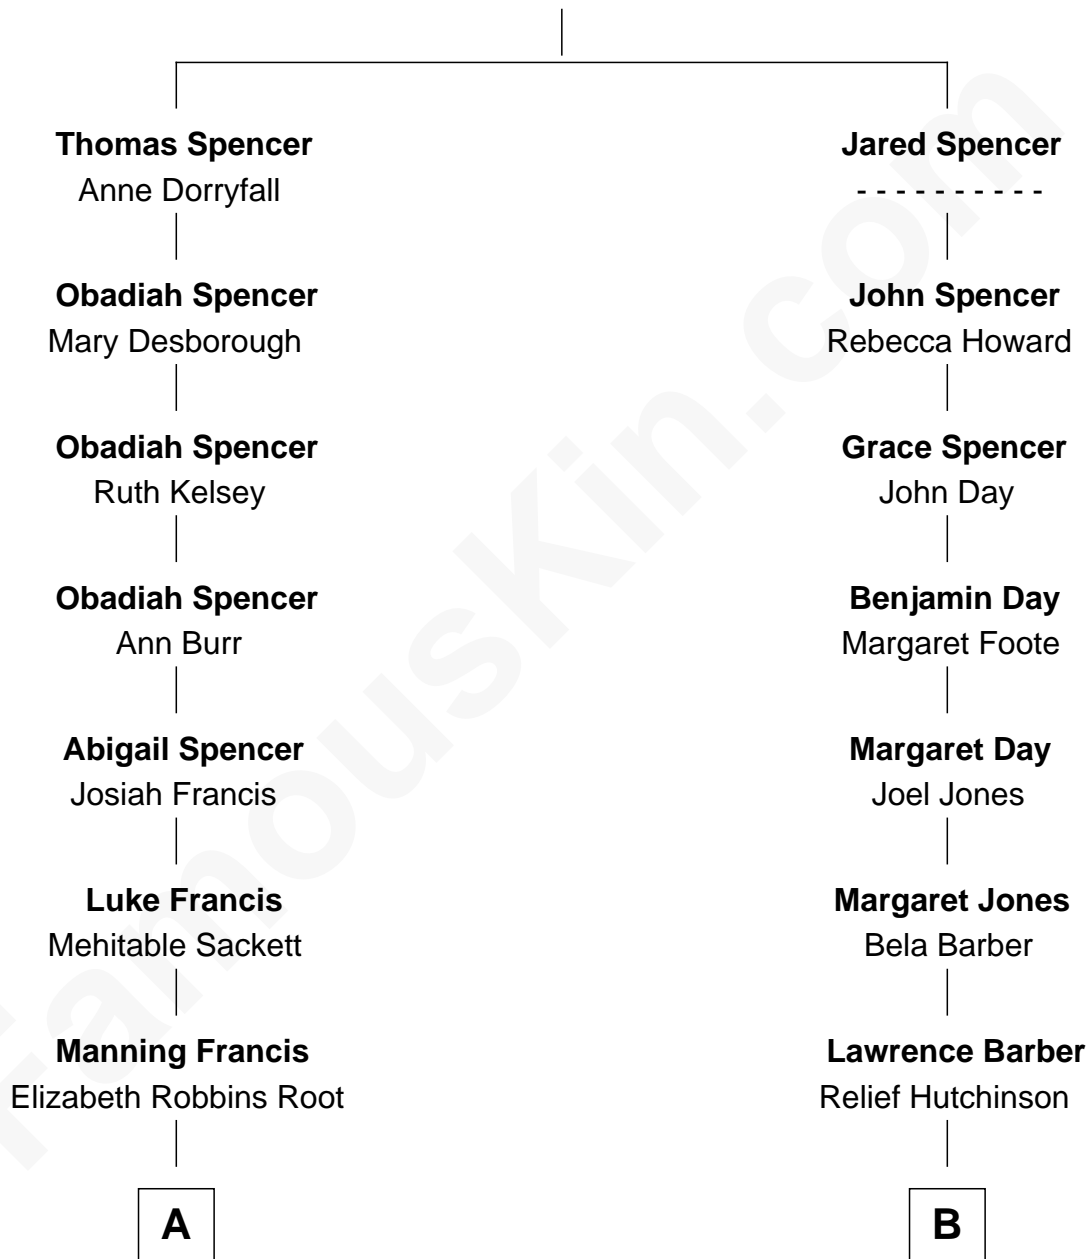 Thomas Spencer
Anne Dorryfall
Jared Spencer
- - - - - - - - - -
Obadiah Spencer
Mary Desborough
John Spencer
Rebecca Howard
Obadiah Spencer
Ruth Kelsey
Grace Spencer
John Day
Obadiah Spencer
Ann Burr
Benjamin Day
Margaret Foote
Abigail Spencer
Josiah Francis
Margaret Day
Joel Jones
Luke Francis
Mehitable Sackett
Margaret Jones
Bela Barber
Manning Francis
Elizabeth Robbins Root
Lawrence Barber
Relief Hutchinson
A
B
FamousKin.com